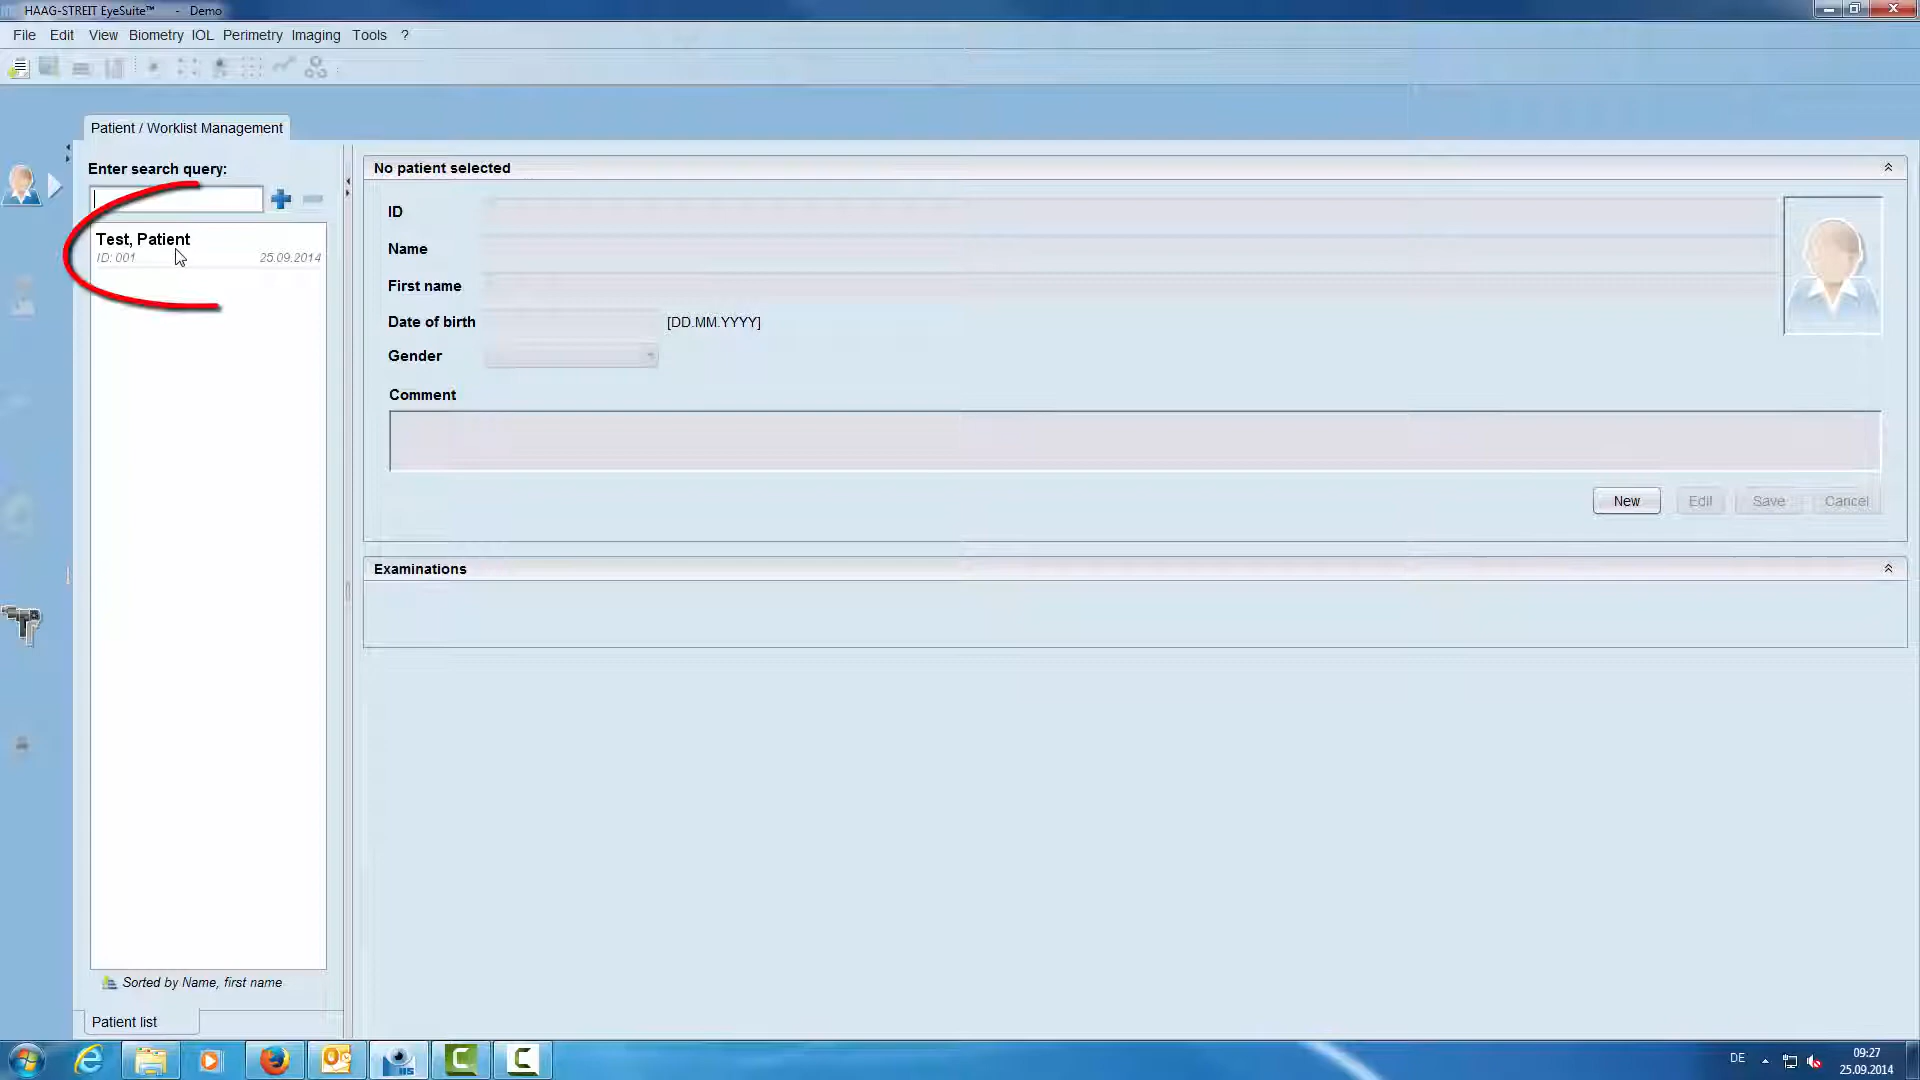 HAAG-STREIT EyeSuite™ - Demo
File Edit View Biometry IOL Perimetry Imaging Tools ?
Patient / Worklist Management
Enter search query:
Test, Patient
ID: 001 25.09.2014
Sorted by Name, first name
Patient list
No patient selected
ID
Name
First name
Date of birth [DD.MM.YYYY]
Gender
Comment
New Edit Save Cancel
Examinations
DE
09:27
25.09.2014